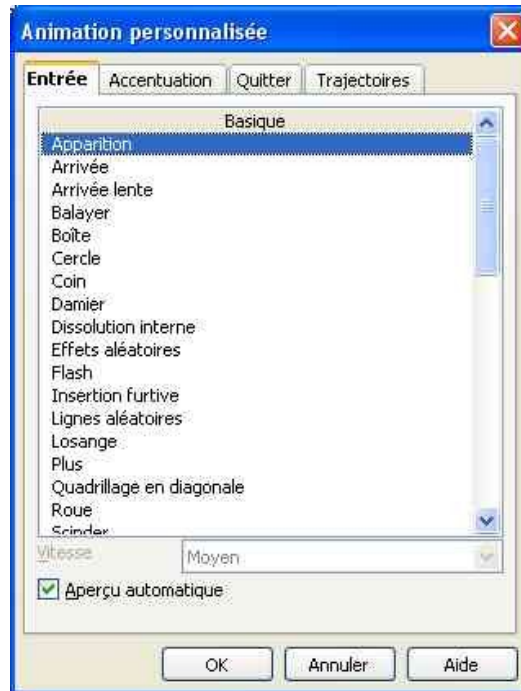 Animation personnalisée
Entrée Accentuation Quitter Trajectoires
Basique
Apparition
Arrivée
Arrivée lente
Balayer
Boîte
Cercle
Coin
Damier
Dissolution interne
Effets aléatoires
Flash
Insertion furtive
Lignes aléatoires
Losange
Plus
Quadrillage en diagonale
Roue
Scinder
Vitesse Moyen
Aperçu automatique
OK Annuler Aide